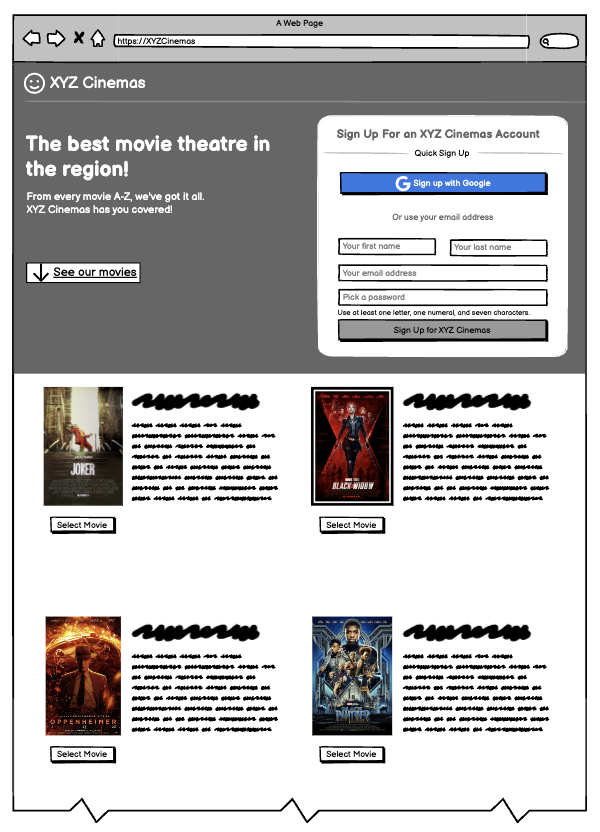 A Web Page
https://XYZCinemas
XYZ Cinemas
The best movie theatre in
the region!
From every movie A-Z, we've got it all.
XYZ Cinemas has you covered!
See our movies
Sign Up For an XYZ Cinemas Account
Quick Sign Up
Sign up with Google
Or use your email address
Your first name
Your last name
Your email address
Pick a password
Use at least one letter, one numeral, and seven characters.
Sign Up for XYZ Cinemas
JOKER
BLACK WIDOW
Select Movie
Select Movie
OPPENHEIMER
PANTHER
Select Movie
Select Movie